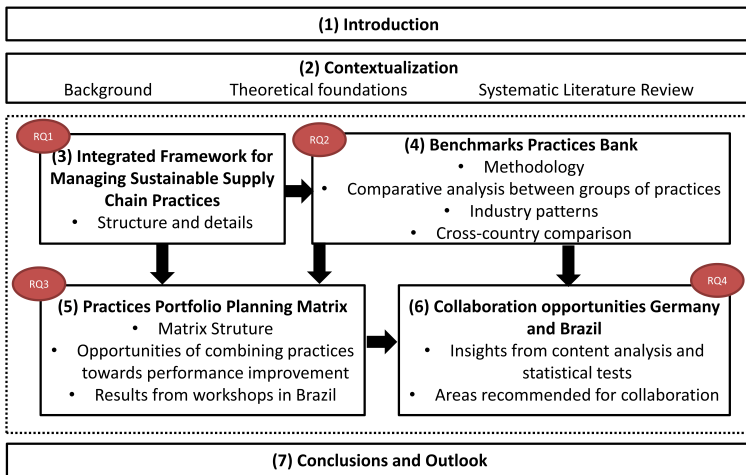 (1) Introduction
(2) Contextualization
Background Theoretical foundations Systematic Literature Review
RQ1
(3) Integrated Framework for
Managing Sustainable Supply
Chain Practices
• Structure and details
RQ2
(4) Benchmarks Practices Bank
• Methodology
• Comparative analysis between groups of practices
• Industry patterns
• Cross-country comparison
RQ3
(5) Practices Portfolio Planning Matrix
• Matrix Struture
• Opportunities of combining practices
towards performance improvement
• Results from workshops in Brazil
RQ4
(6) Collaboration opportunities Germany
and Brazil
• Insights from content analysis and
statistical tests
• Areas recommended for collaboration
(7) Conclusions and Outlook